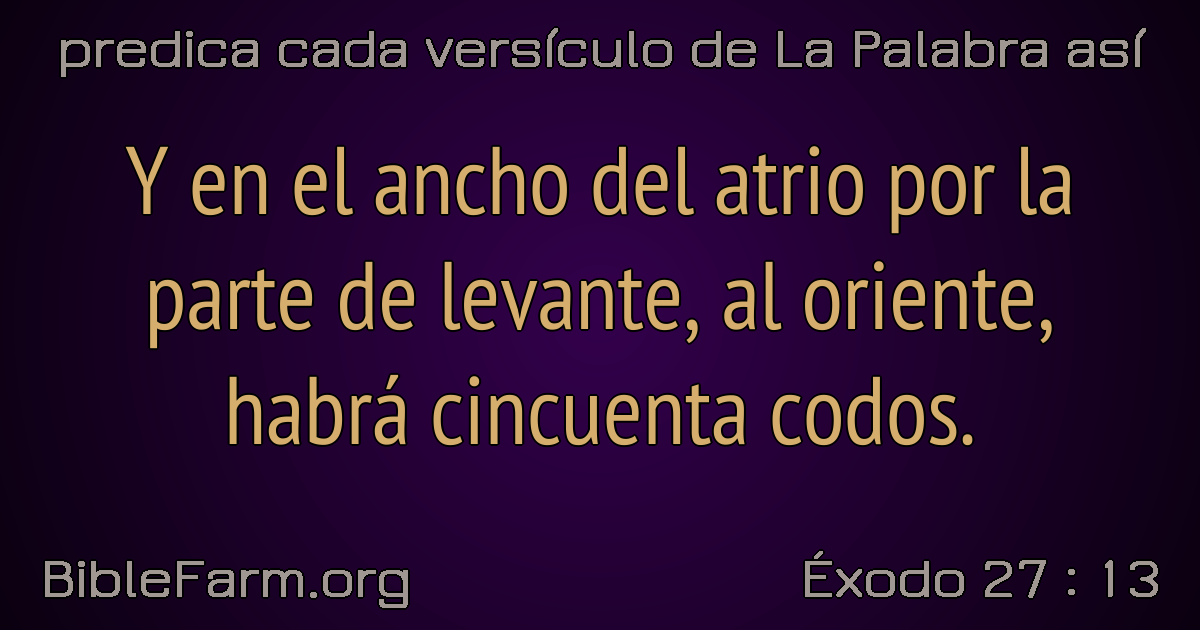 predica cada versículo de La Palabra así
Y en el ancho del atrio por la
parte de levante, al oriente,
habrá cincuenta codos.
BibleFarm.org
Éxodo 27 : 13